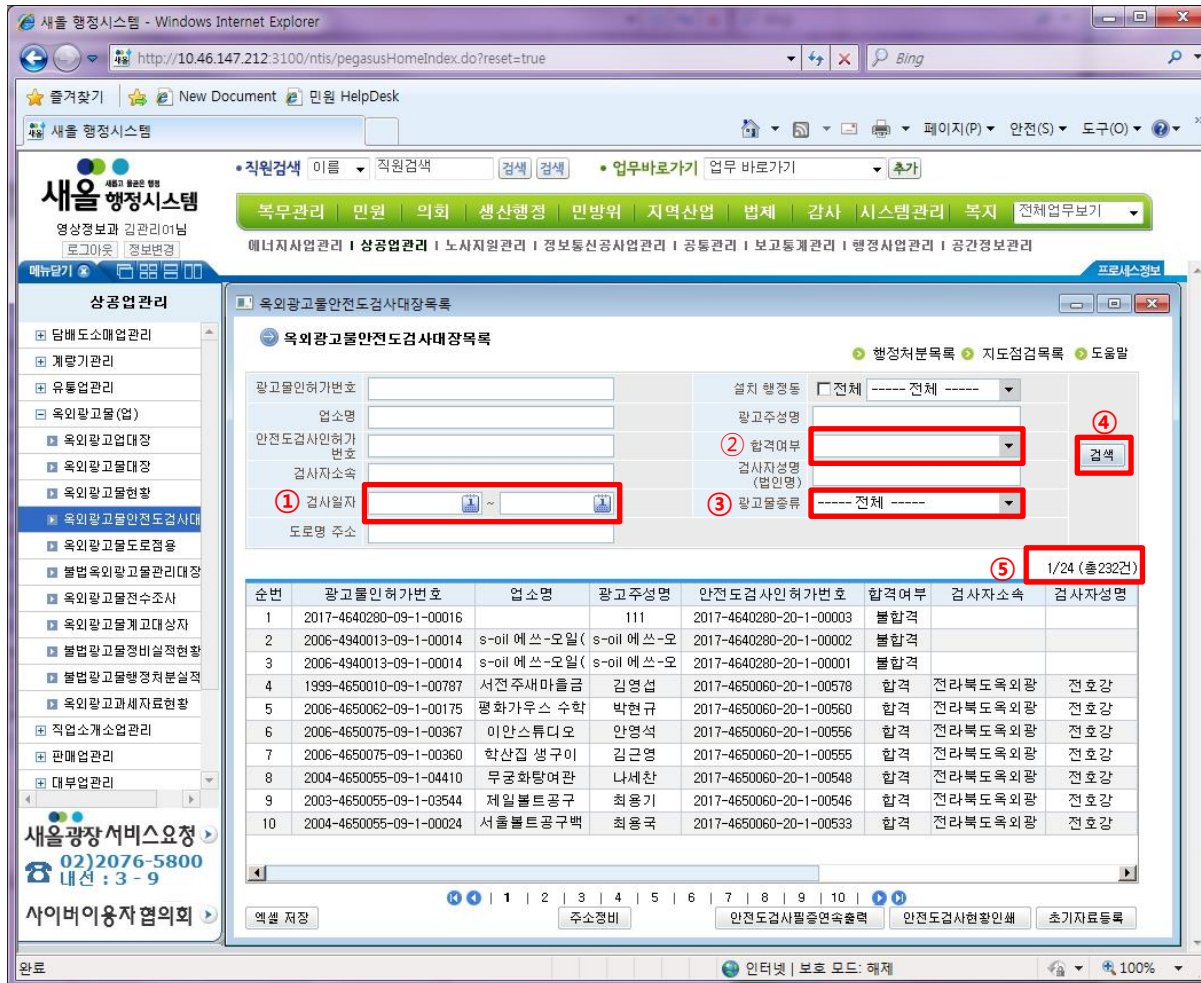 새올 행정시스템 - Windows Internet Explorer
http://10.46.147.212:3100/ntis/pegasusHomeIndex.do?reset=true
Bing
즐겨찾기 New Document 민원 HelpDesk
새올 행정시스템
페이지(P) 안전(S) 도구(O)
새롭고 올곧은 행정
새올 행정시스템
직원검색 이름 직원검색 검색 검색 업무바로가기 업무 바로가기 추가
복무관리 | 민원 | 의회 | 생산행정 | 민방위 | 지역산업 | 법제 | 감사 | 시스템관리 | 복지 전체업무보기
영상정보과 김관리01님
로그아웃 정보변경
에너지사업관리 I 상공업관리 I 노사지원관리 I 정보통신공사업관리 I 공통관리 I 보고통계관리 I 행정사업관리 I 공간정보관리
메뉴닫기
프로세스정보
상공업관리
담배도소매업관리
계량기관리
유통업관리
옥외광고물(업)
옥외광고업대장
옥외광고물대장
옥외광고물현황
옥외광고물안전도검사대
옥외광고물도로점용
불법옥외광고물관리대장
옥외광고물전수조사
옥외광고물계고대상자
불법광고물정비실적현황
불법광고물행정처분실적
옥외광고과세자료현황
직업소개소업관리
판매업관리
대부업관리
새올광장 서비스요청
02)2076-5800
내선 : 3 - 9
사이버이용자협의회
옥외광고물안전도검사대장목록
옥외광고물안전도검사대장목록
행정처분목록 지도점검목록 도움말
광고물인허가번호 설치 행정동 전체 ----- 전체 -----
업소명 광고주성명
안전도검사인허가번호 ② 합격여부 ④ 검색
검사자소속 검사자성명(법인명)
① 검사일자 ~ ③ 광고물종류 ----- 전체 -----
도로명 주소
⑤ 1/24 (총232건)
순번 광고물인허가번호 업소명 광고주성명 안전도검사인허가번호 합격여부 검사자소속 검사자성명
1 2017-4640280-09-1-00016 111 2017-4640280-20-1-00003 불합격
2 2006-4940013-09-1-00014 s-oil 에쓰-오일( s-oil 에쓰-오 2017-4640280-20-1-00002 불합격
3 2006-4940013-09-1-00014 s-oil 에쓰-오일( s-oil 에쓰-오 2017-4640280-20-1-00001 불합격
4 1999-4650010-09-1-00787 서전주새마을금 김영섭 2017-4650060-20-1-00578 합격 전라북도옥외광 전호강
5 2006-4650062-09-1-00175 평화가우스 수학 박현규 2017-4650060-20-1-00560 합격 전라북도옥외광 전호강
6 2006-4650075-09-1-00367 이안스튜디오 안영석 2017-4650060-20-1-00556 합격 전라북도옥외광 전호강
7 2006-4650075-09-1-00360 학산집 생구이 김근영 2017-4650060-20-1-00555 합격 전라북도옥외광 전호강
8 2004-4650055-09-1-04410 무궁화탕여관 나세찬 2017-4650060-20-1-00548 합격 전라북도옥외광 전호강
9 2003-4650055-09-1-03544 제일볼트공구 최용기 2017-4650060-20-1-00546 합격 전라북도옥외광 전호강
10 2004-4650055-09-1-00024 서울볼트공구백 최용국 2017-4650060-20-1-00533 합격 전라북도옥외광 전호강
| 1 | 2 | 3 | 4 | 5 | 6 | 7 | 8 | 9 | 10 |
엑셀 저장 주소정비 안전도검사필증연속출력 안전도검사현황인쇄 초기자료등록
완료 인터넷 | 보호 모드: 해제 100%